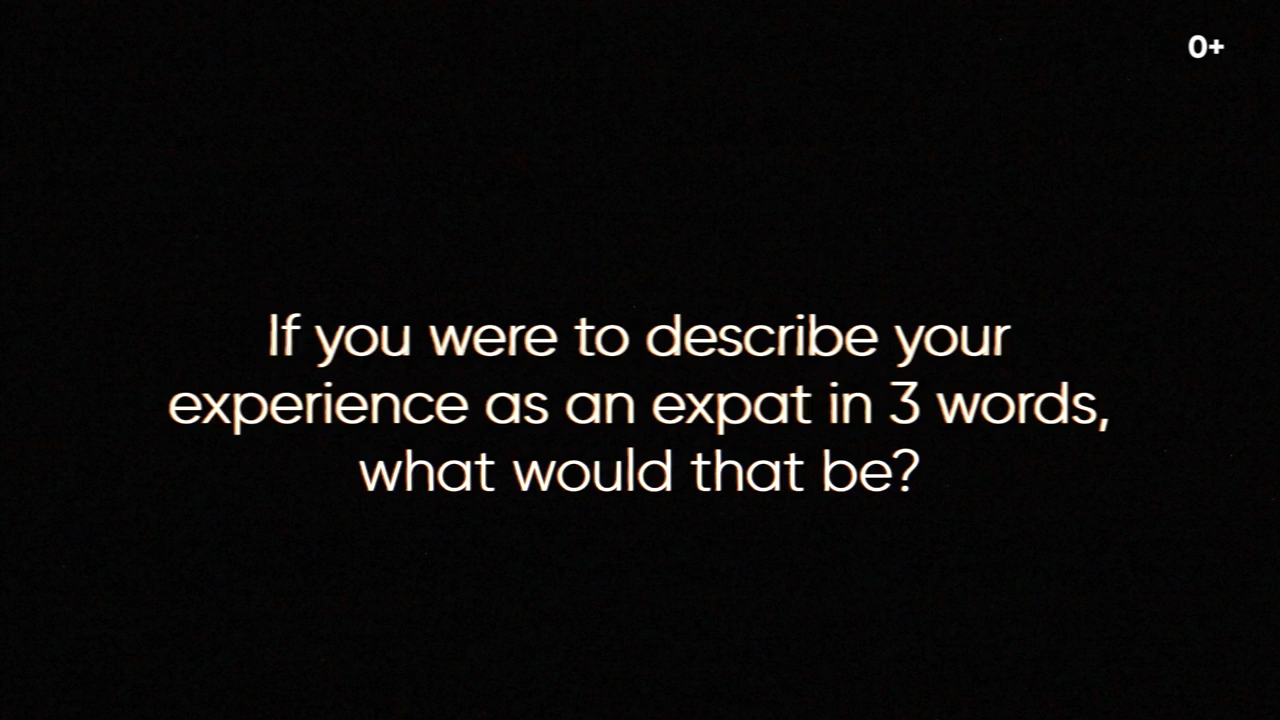 0+
If you were to describe your
experience as an expat in 3 words,
what would that be?